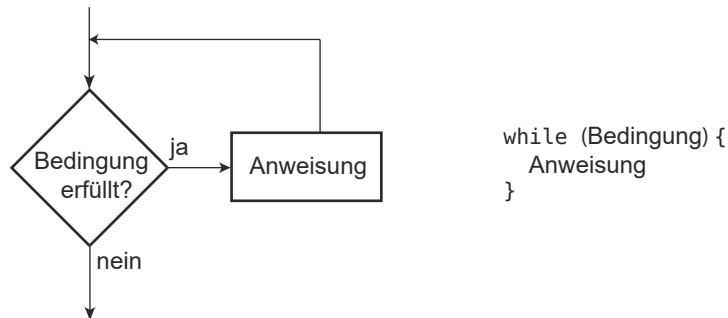 Bedingung
erfüllt?
ja
Anweisung
nein
while (Bedingung) {
Anweisung
}